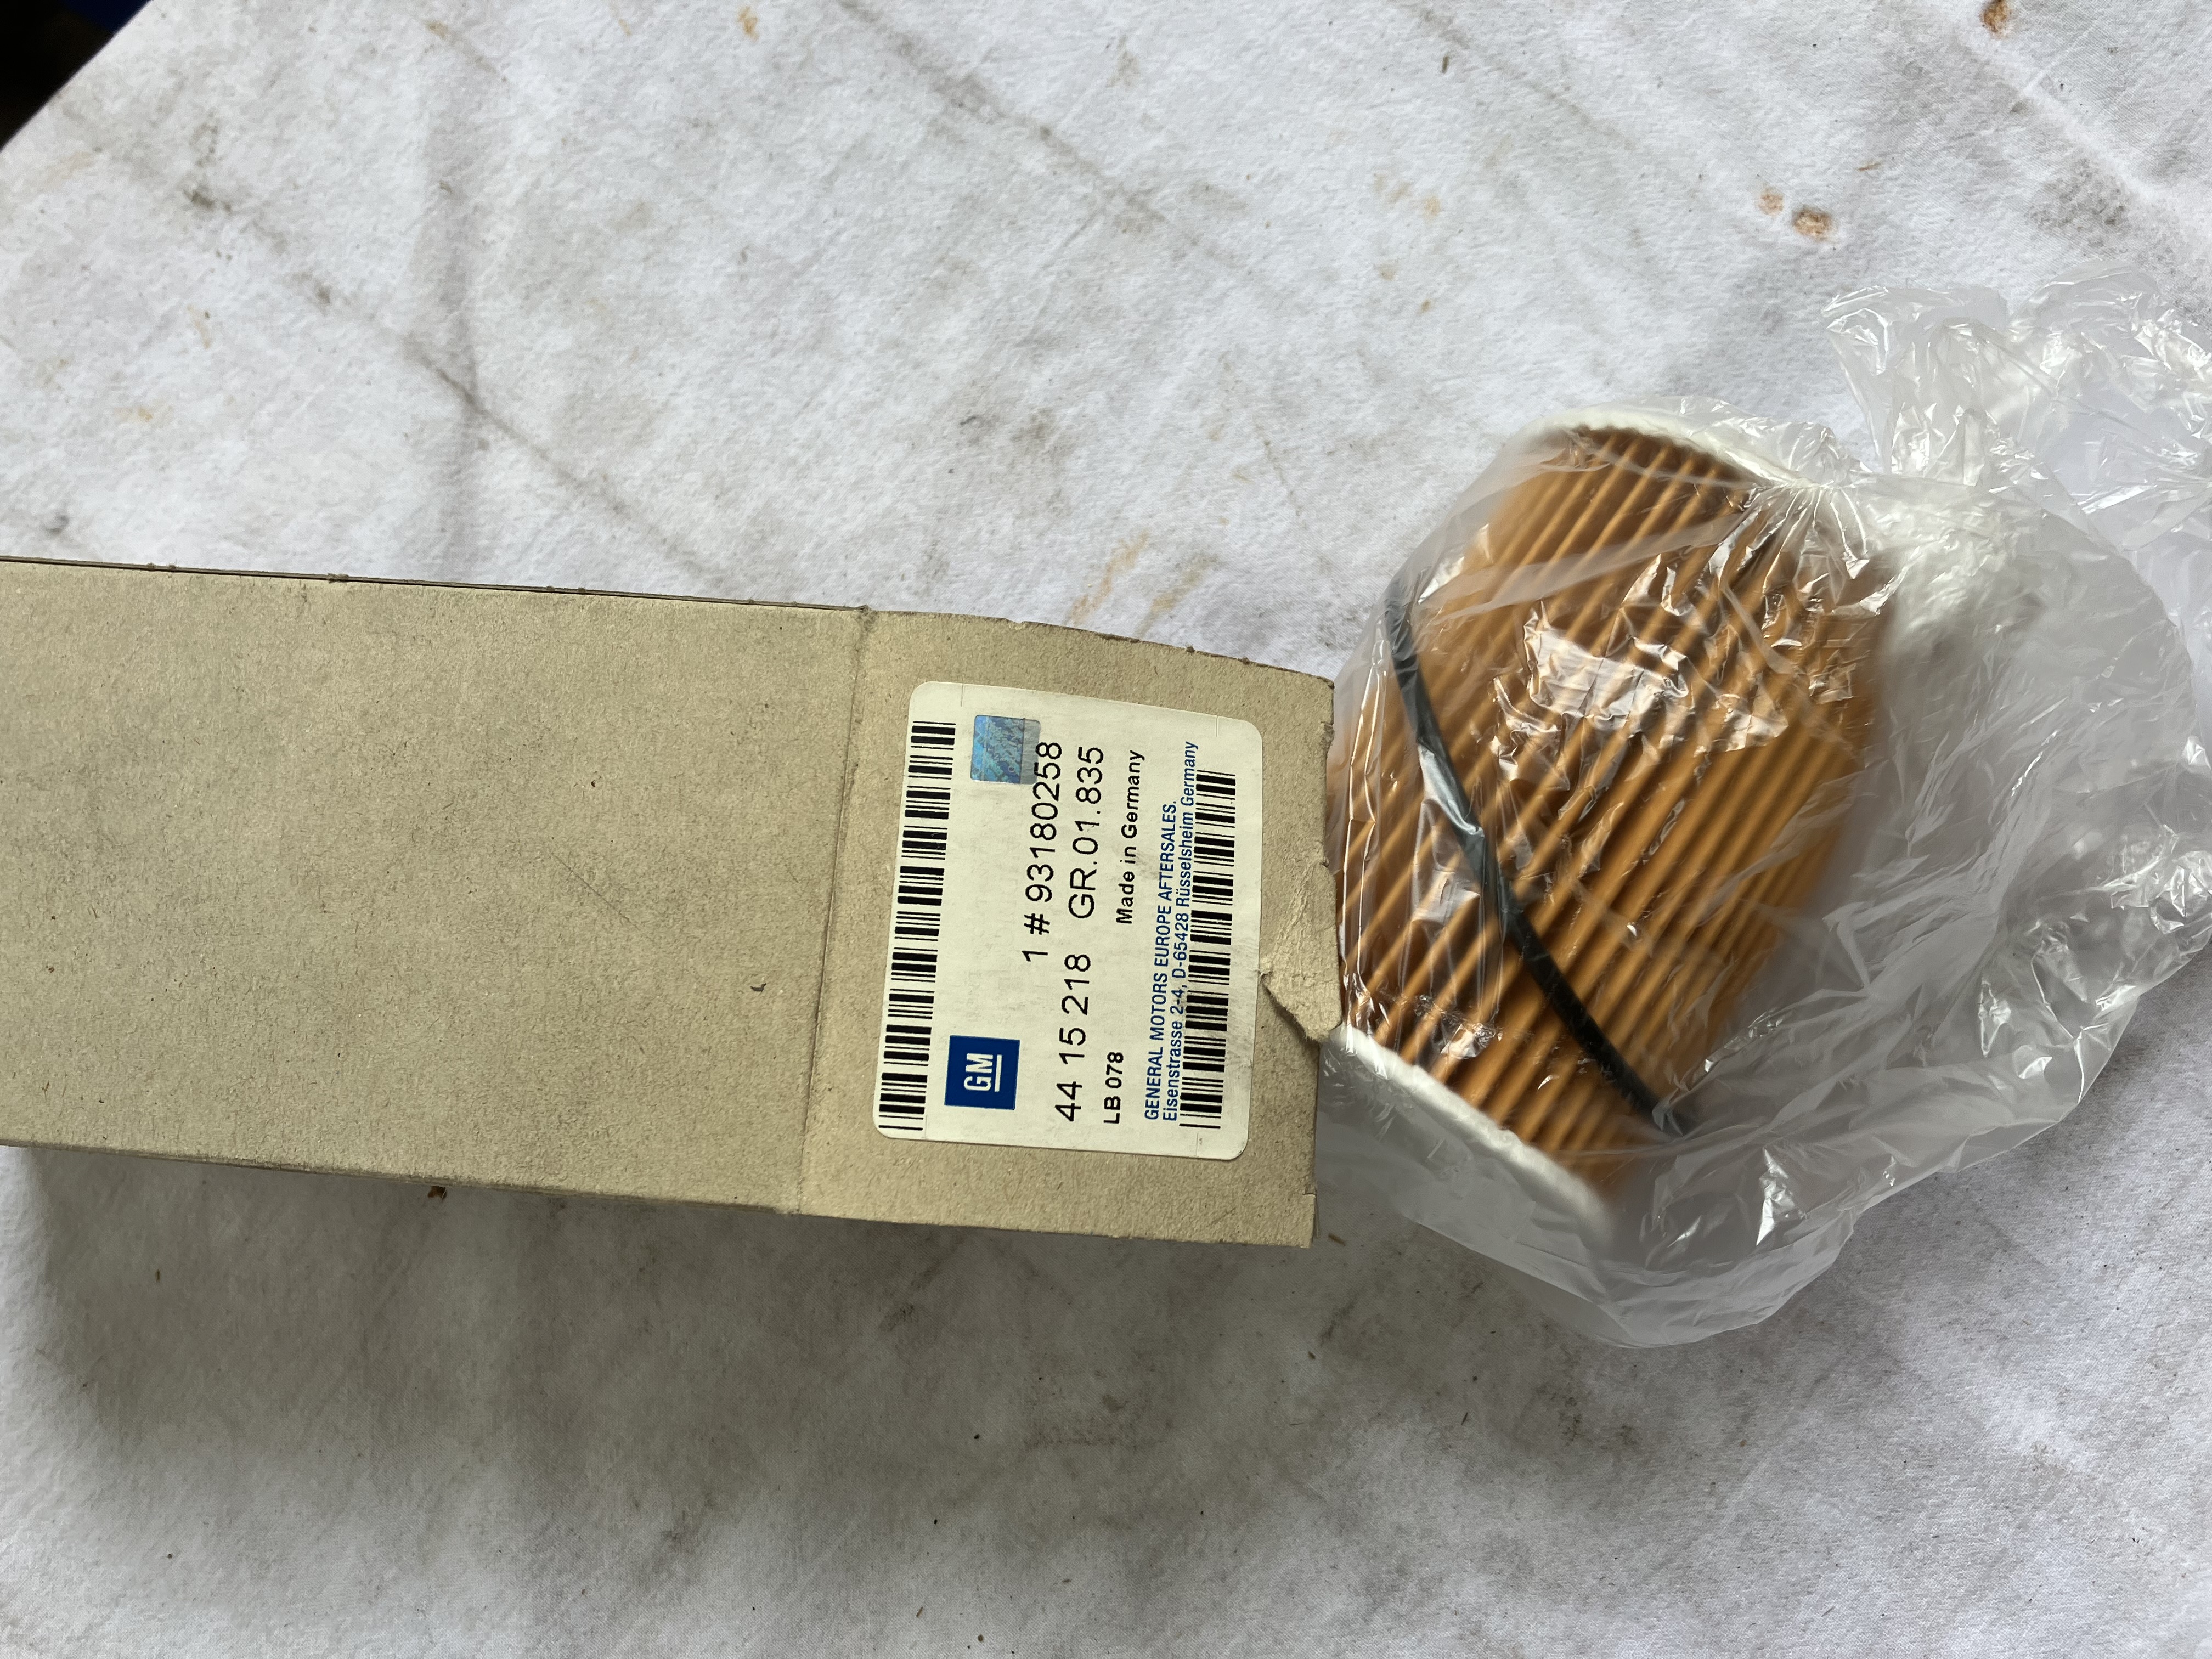 GM
1 # 93180258
44 15 218 GR.01.835
LB 078 Made in Germany
GENERAL MOTORS EUROPE AFTERSALES.
Eisenstrasse 2-4, D-65428 Rüsselsheim Germany